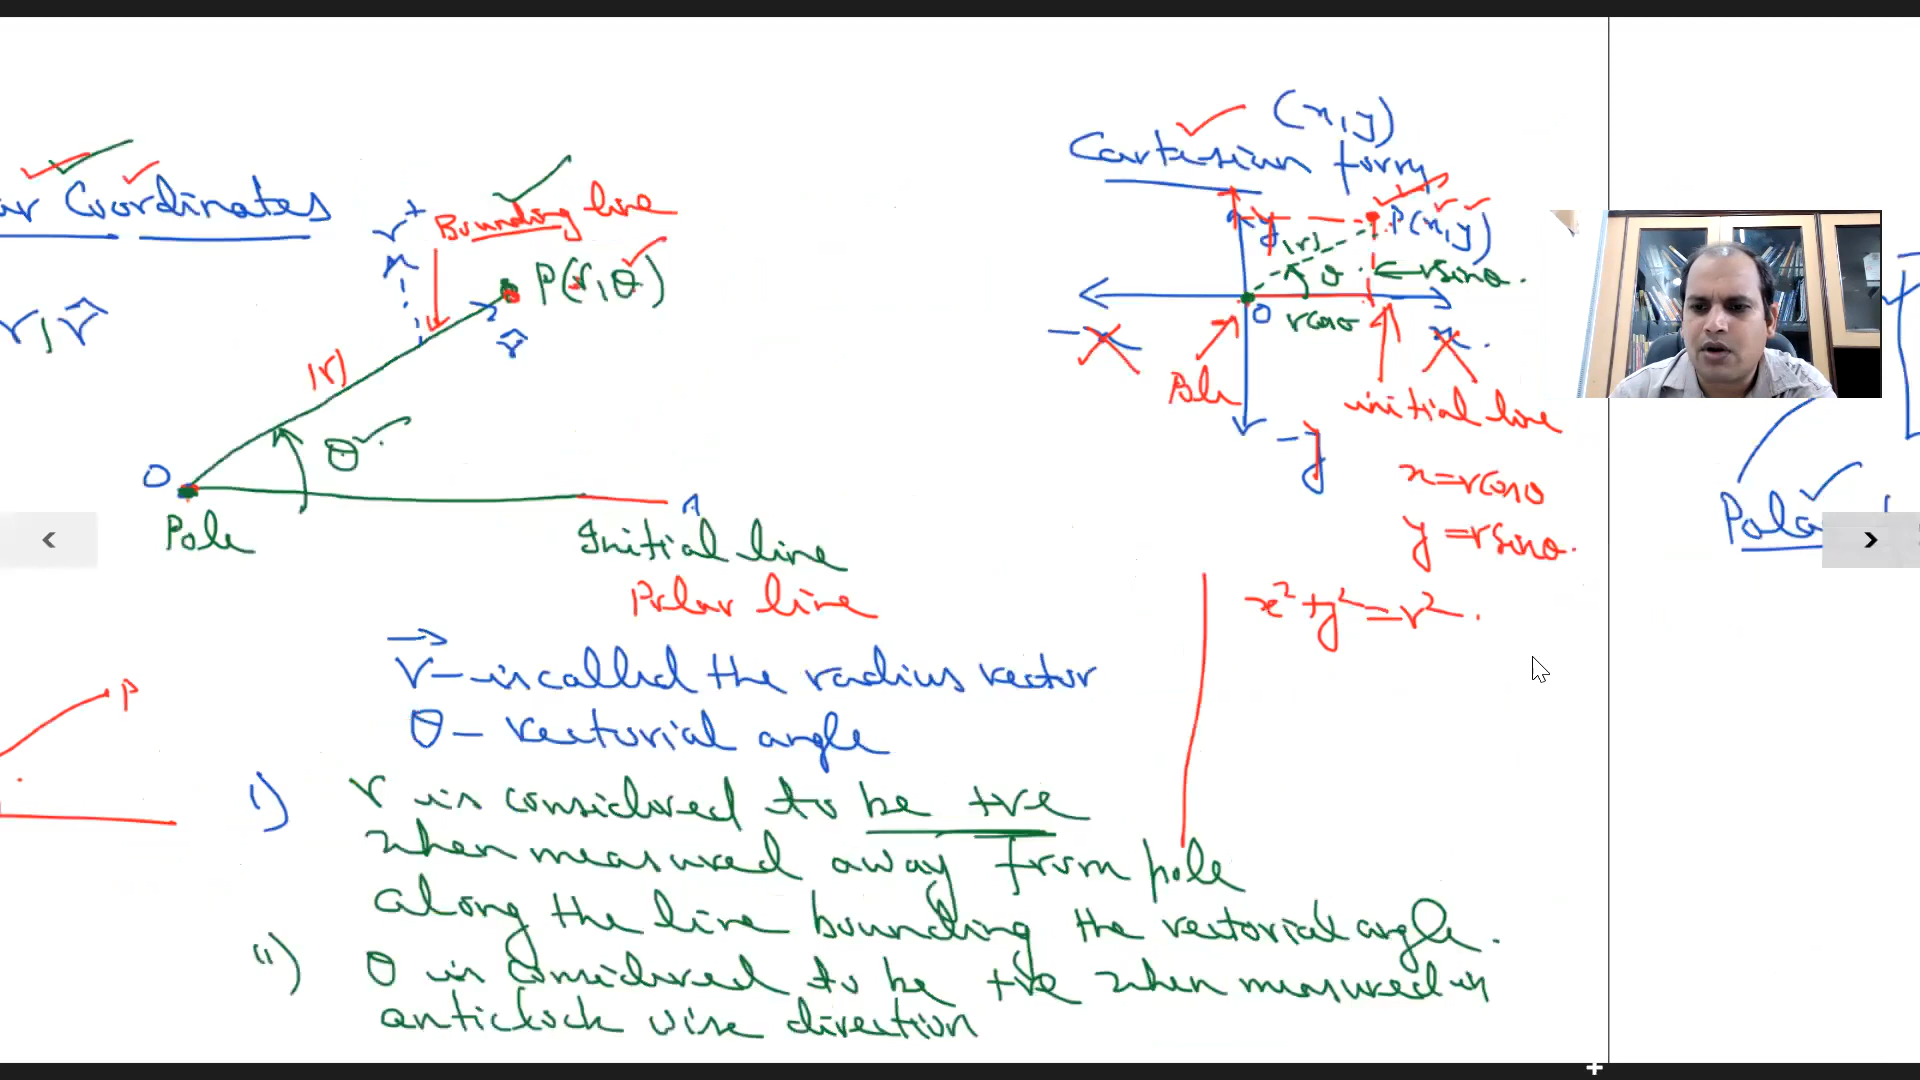 Coordinates
r, r̂
Bounding line
P(r, θ)
r̂
|r|
θ
O
A
Pole
Initial line
Polar line
P
(x, y)
Cartesian form
y
P(x, y)
|r|
θ
← r sinθ.
O
r cosθ
-x
x.
-y
Pole
initial line
x = r cosθ
y = r sinθ.
x² + y² = r².
r⃗ – is called the radius vector
θ – vectorial angle
i) r is considered to be +ve
when measured away from pole
along the line bounding the vectorial angle.
ii) θ is considered to be +ve when measured in
anticlock wise direction